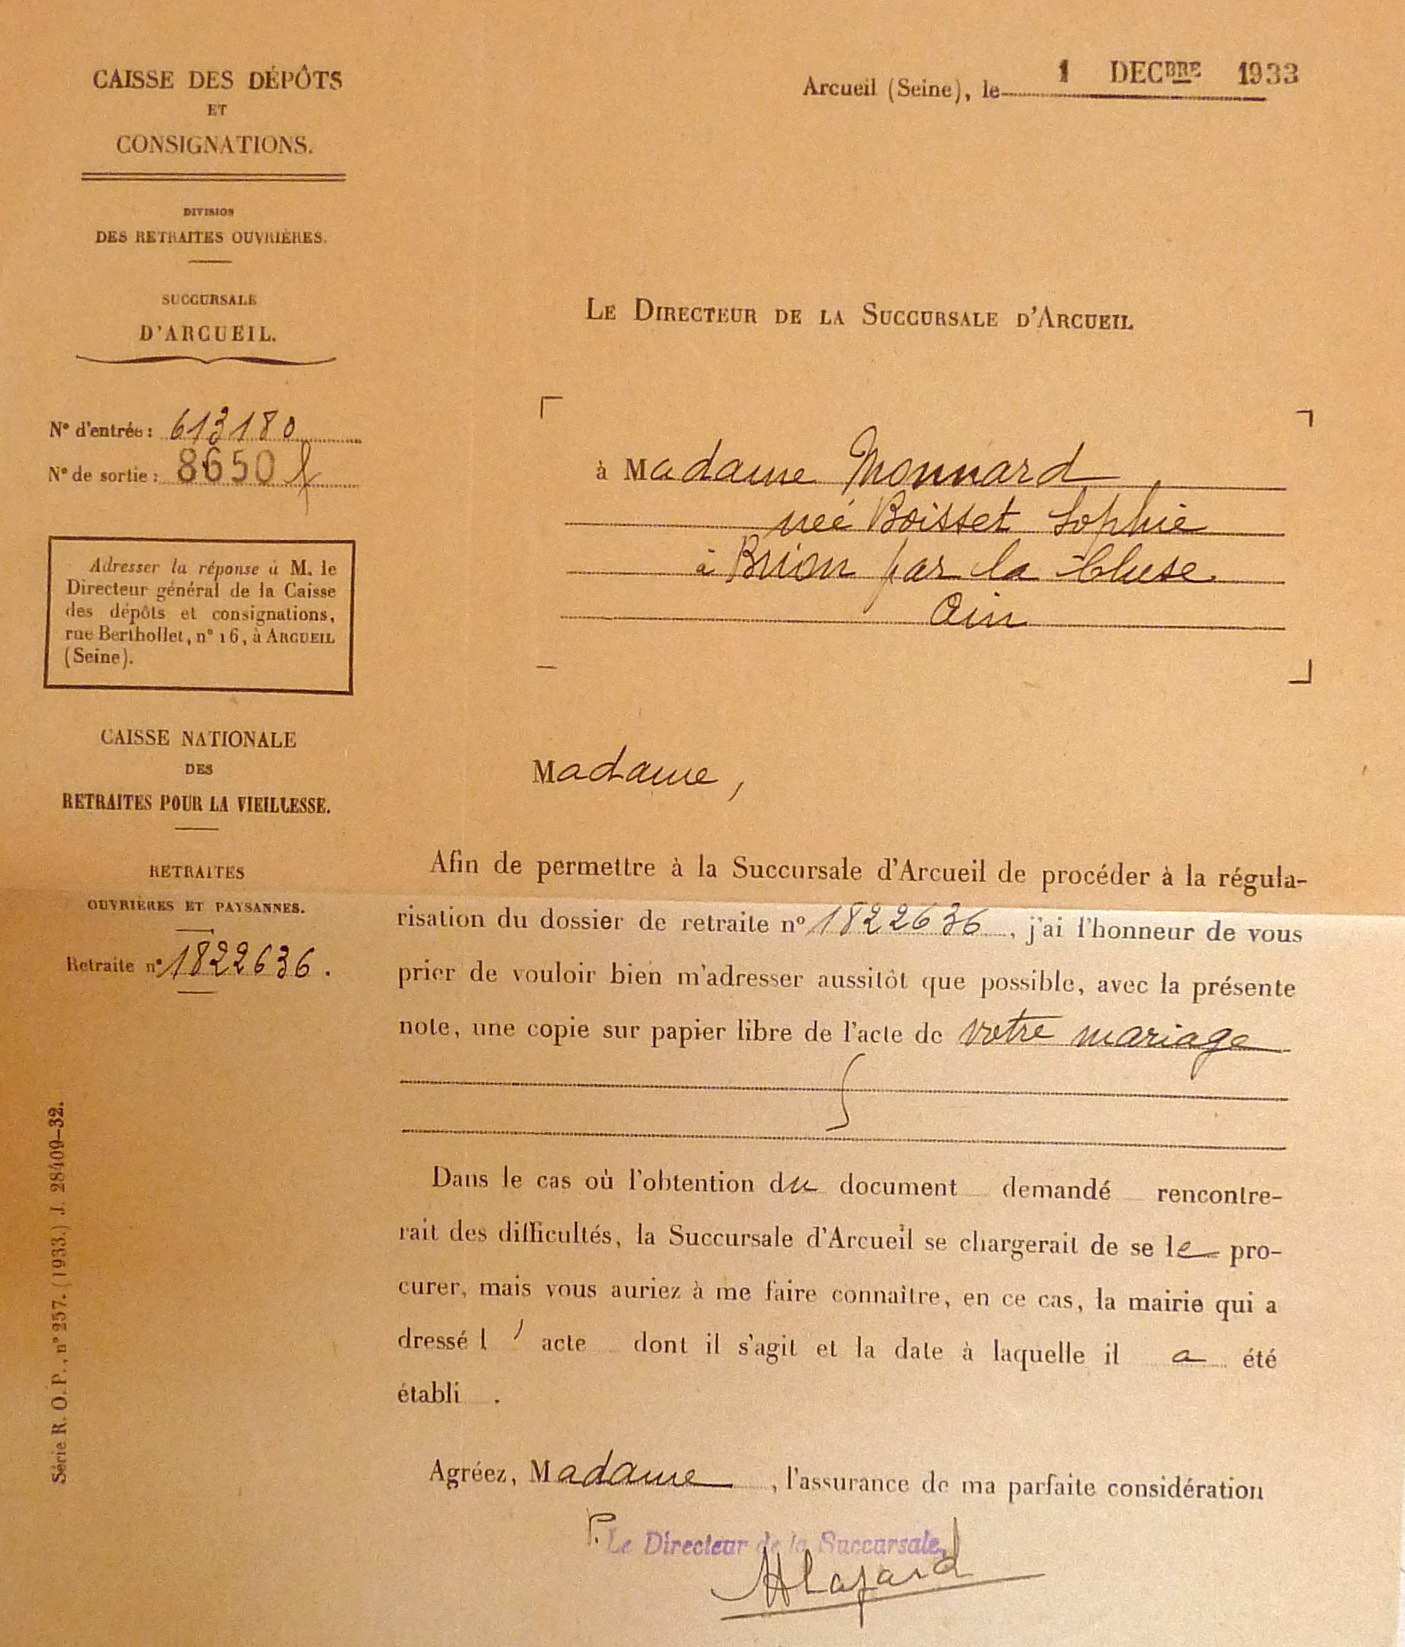 CAISSE DES DÉPÔTS
ET
CONSIGNATIONS.
DIVISION
DES RETRAITES OUVRIÈRES.
SUCCURSALE
D'ARCUEIL.
N° d'entrée : 613180
N° de sortie : 8650
Adresser la réponse à M. le
Directeur général de la Caisse
des dépôts et consignations,
rue Berthollet, n° 16, à ARCUEIL
(Seine).
CAISSE NATIONALE
DES
RETRAITES POUR LA VIEILLESSE.
RETRAITES
OUVRIÈRES ET PAYSANNES.
Retraite n° 1822636.
Série R. O. P., n° 257. (1933.) J. 28409-32.
Arcueil (Seine), le 1 DECBRE 1933
LE DIRECTEUR DE LA SUCCURSALE D'ARCUEIL
à Madame Monnard
née Boisset Sophie
à Brion par la Cluse
Ain
Madame,
Afin de permettre à la Succursale d'Arcueil de procéder à la régula-
risation du dossier de retraite n° 1822636, j'ai l'honneur de vous
prier de vouloir bien m'adresser aussitôt que possible, avec la présente
note, une copie sur papier libre de l'acte de votre mariage
Dans le cas où l'obtention du document demandé rencontre-
rait des difficultés, la Succursale d'Arcueil se chargerait de se le pro-
curer, mais vous auriez à me faire connaître, en ce cas, la mairie qui a
dressé l' acte dont il s'agit et la date à laquelle il a été
établi .
Agréez, Madame, l'assurance de ma parfaite considération
P. Le Directeur de la Succursale,